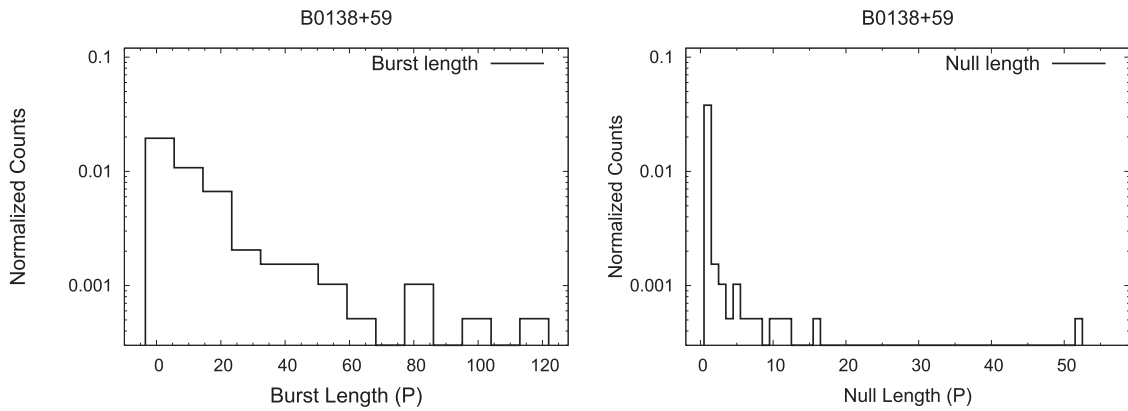 B0138+59
0.1
0.01
0.001
Normalized Counts
Burst length
0 20 40 60 80 100 120
Burst Length (P)
B0138+59
0.1
0.01
0.001
Normalized Counts
Null length
0 10 20 30 40 50
Null Length (P)